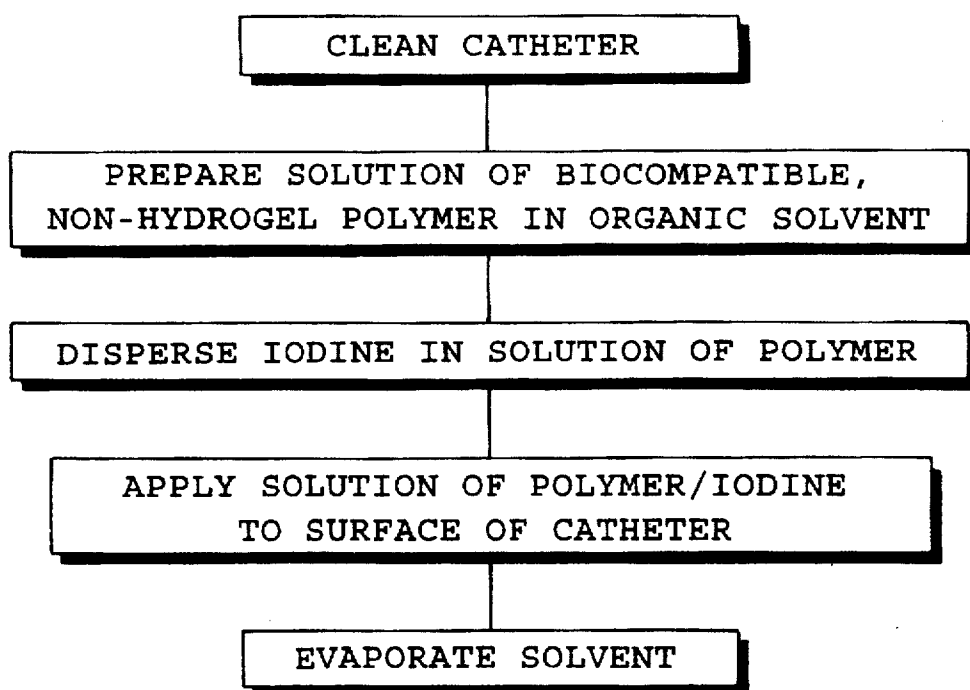 CLEAN CATHETER
PREPARE SOLUTION OF BIOCOMPATIBLE,
NON-HYDROGEL POLYMER IN ORGANIC SOLVENT
DISPERSE IODINE IN SOLUTION OF POLYMER
APPLY SOLUTION OF POLYMER/IODINE
TO SURFACE OF CATHETER
EVAPORATE SOLVENT